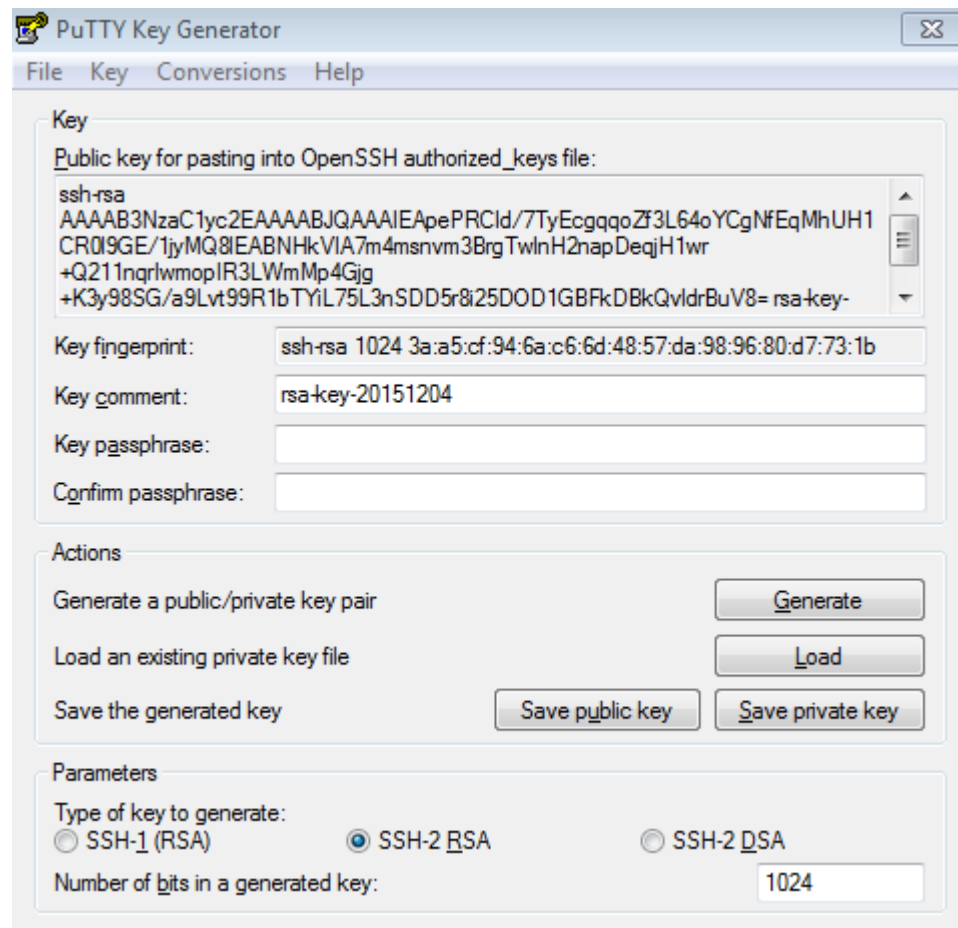 PuTTY Key Generator
File Key Conversions Help
Key
Public key for pasting into OpenSSH authorized_keys file:
ssh-rsa
AAAAB3NzaC1yc2EAAAABJQAAAIEApePRCld/7TyEcgqqoZf3L64oYCgNfEqMhUH1
CR0l9GE/1jyMQ8lEABNHkVIA7m4msnvm3BrgTwlnH2napDeqjH1wr
+Q211nqrlwmopIR3LWmMp4Gjg
+K3y98SG/a9Lvt99R1bTYiL75L3nSDD5r8i25DOD1GBFkDBkQvldrBuV8= rsa-key-
Key fingerprint: ssh-rsa 1024 3a:a5:cf:94:6a:c6:6d:48:57:da:98:96:80:d7:73:1b
Key comment: rsa-key-20151204
Key passphrase:
Confirm passphrase:
Actions
Generate a public/private key pair Generate
Load an existing private key file Load
Save the generated key Save public key Save private key
Parameters
Type of key to generate:
SSH-1 (RSA) SSH-2 RSA SSH-2 DSA
Number of bits in a generated key: 1024